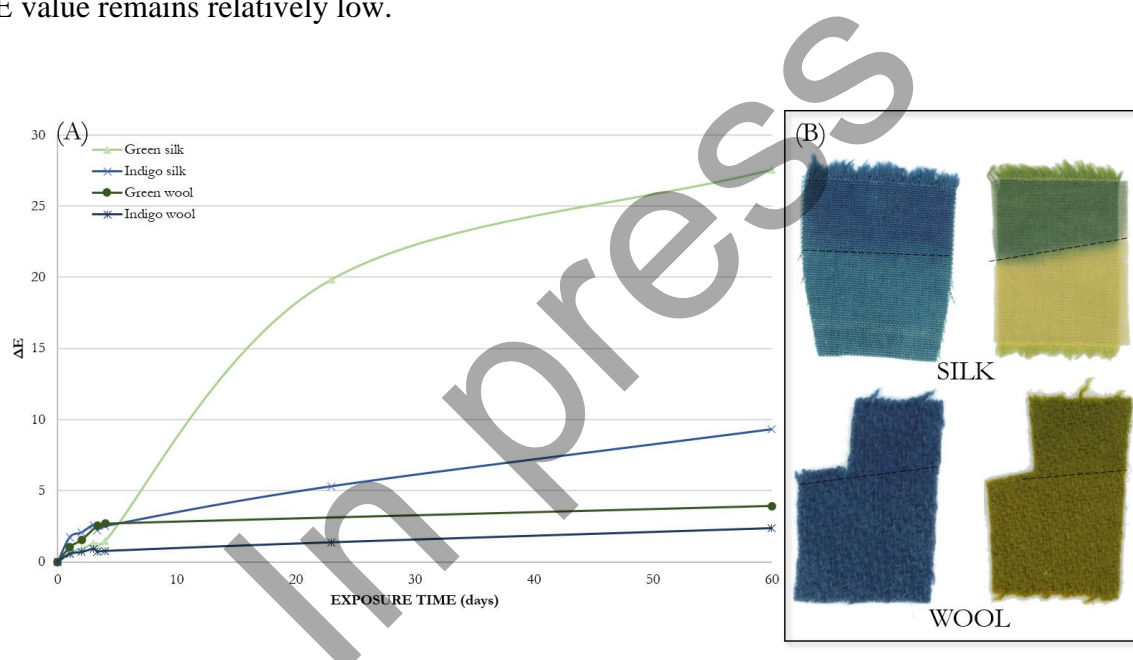 E value remains relatively low.
(A)
30
25
20
15
10
5
0
ΔE
Green silk
Indigo silk
Green wool
Indigo wool
0 10 20 30 40 50 60
EXPOSURE TIME (days)
(B)
SILK
WOOL
In press